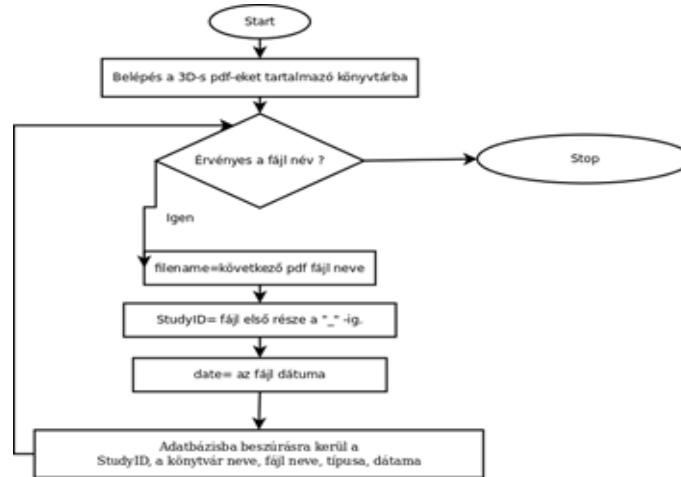 Start
Belépés a 3D-s pdf-eket tartalmazó könyvtárba
Érvényes a fájl név ?
Stop
Igen
filename=következő pdf fájl neve
StudyID= fájl első része a "_" -ig.
date= az fájl dátuma
Adatbázisba beszúrásra kerül a
StudyID, a könytvár neve, fájl neve, típusa, dátama